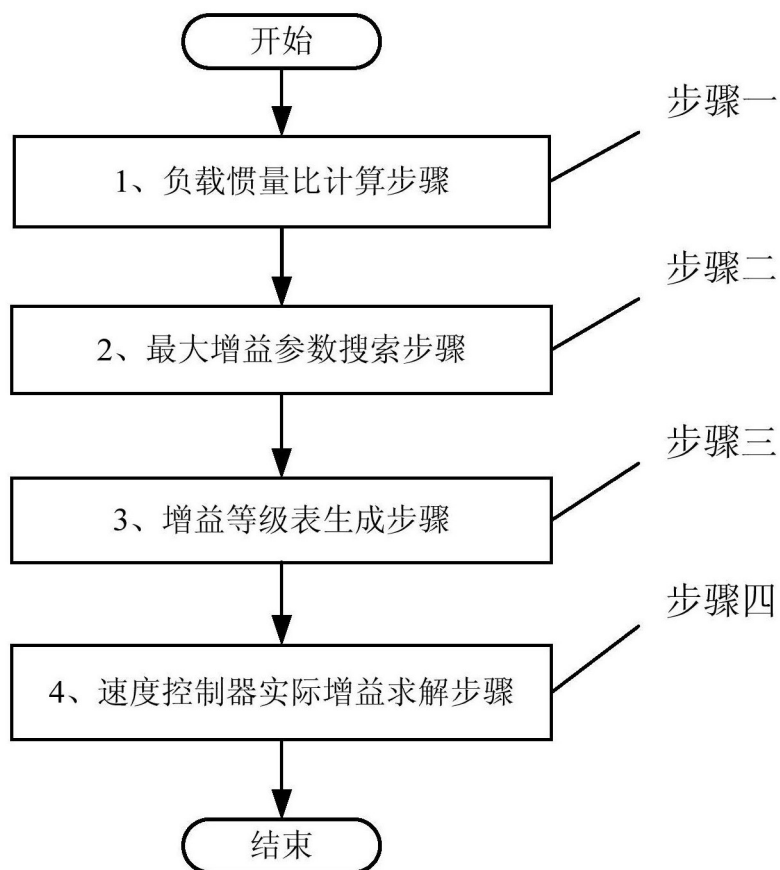 开始
步骤一
1、负载惯量比计算步骤
步骤二
2、最大增益参数搜索步骤
步骤三
3、增益等级表生成步骤
步骤四
4、速度控制器实际增益求解步骤
结束